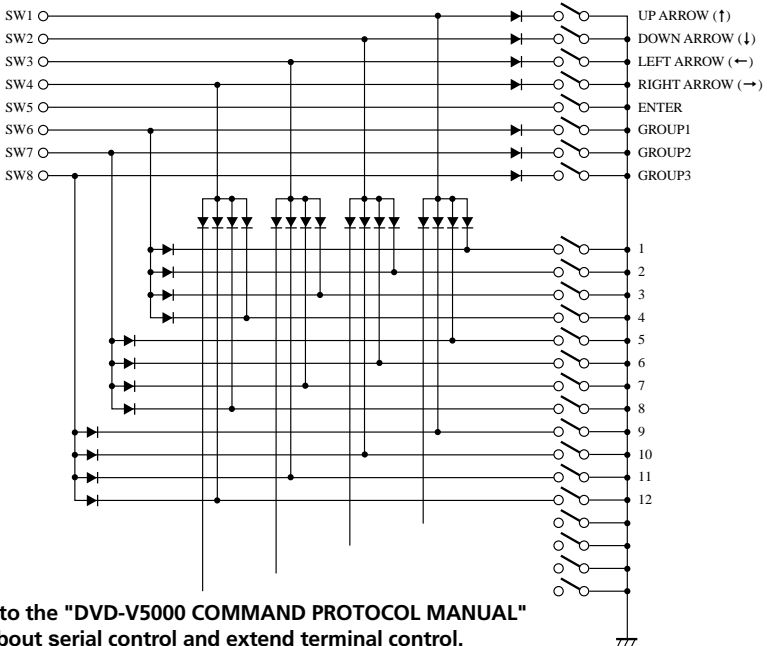 SW1 UP ARROW (↑)
SW2 DOWN ARROW (↓)
SW3 LEFT ARROW (←)
SW4 RIGHT ARROW (→)
SW5 ENTER
SW6 GROUP1
SW7 GROUP2
SW8 GROUP3
1
2
3
4
5
6
7
8
9
10
11
12
to the "DVD-V5000 COMMAND PROTOCOL MANUAL"
bout serial control and extend terminal control.